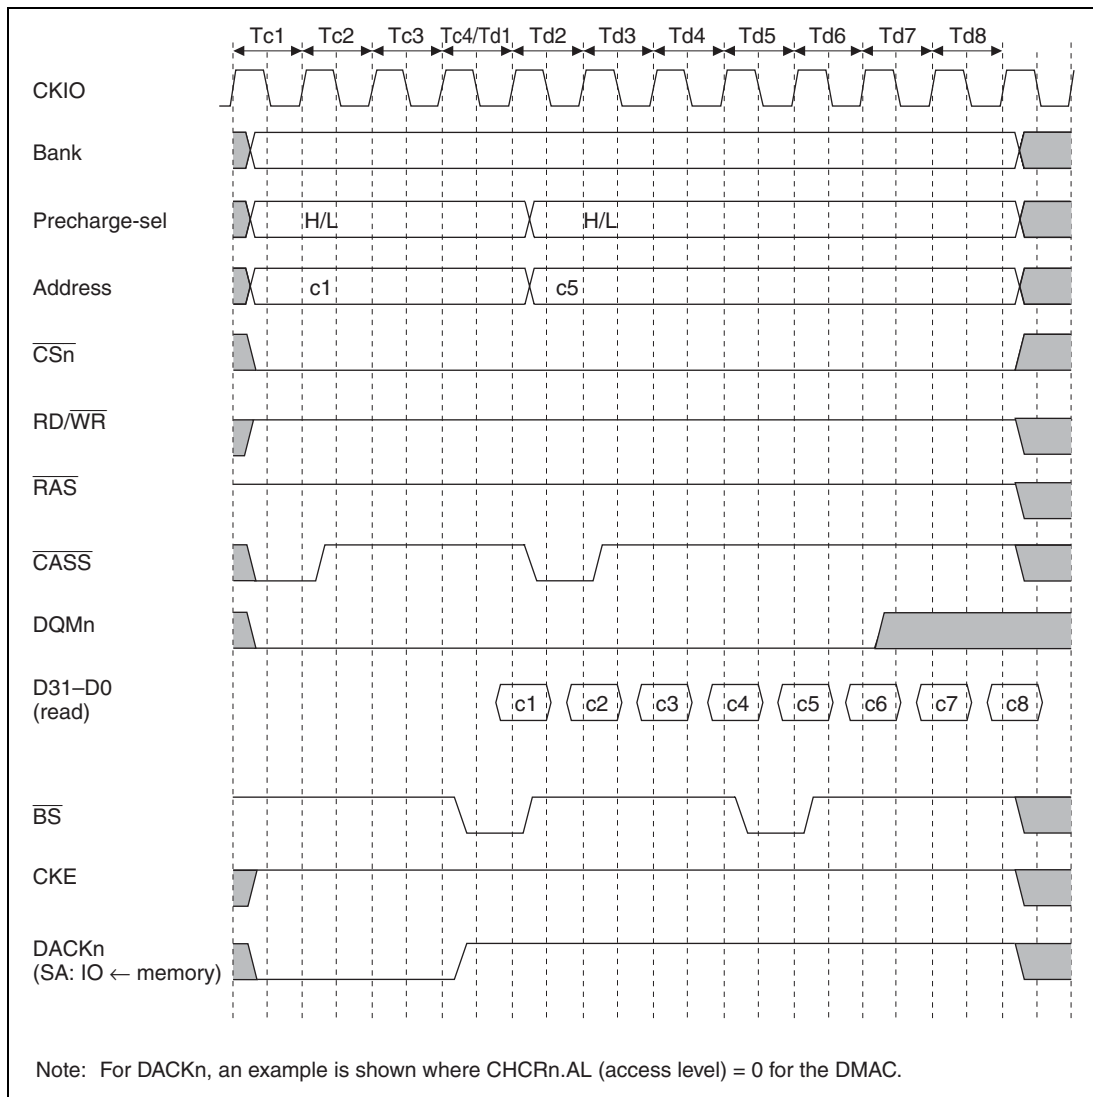 Tc1 Tc2 Tc3 Tc4/Td1 Td2 Td3 Td4 Td5 Td6 Td7 Td8
CKIO
Bank
Precharge-sel H/L H/L
Address c1 c5
CSn
RD/WR
RAS
CASS
DQMn
D31–D0
(read) c1 c2 c3 c4 c5 c6 c7 c8
BS
CKE
DACKn
(SA: IO ← memory)
Note: For DACKn, an example is shown where CHCRn.AL (access level) = 0 for the DMAC.